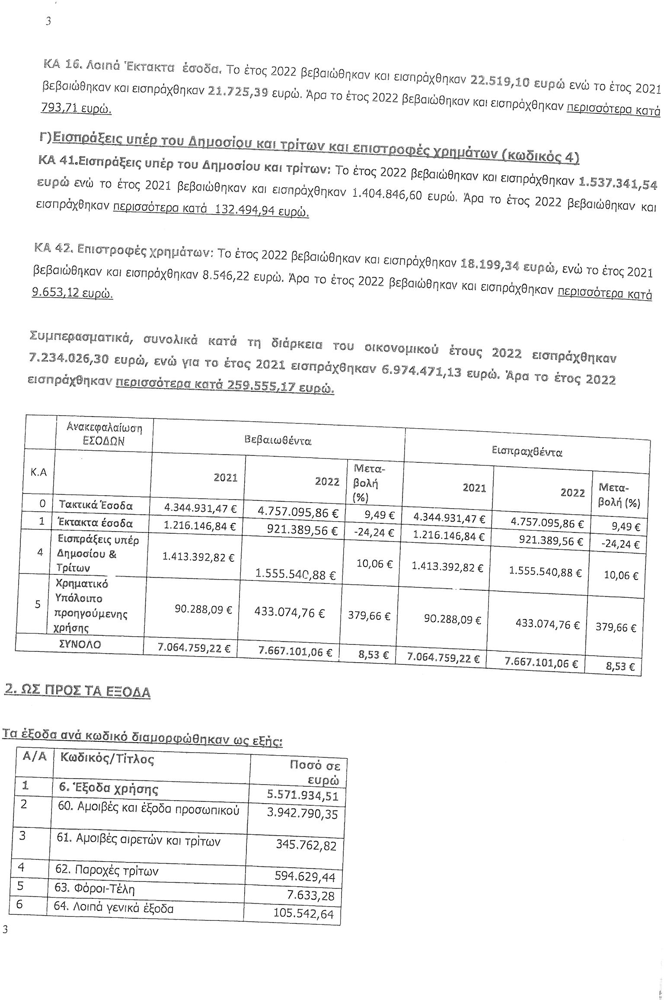 3
ΚΑ 16. Λοιπά Έκτακτα έσοδα. Το έτος 2022 βεβαιώθηκαν και εισπράχθηκαν 22.519,10 ευρώ ενώ το έτος 2021
βεβαιώθηκαν και εισπράχθηκαν 21.725,39 ευρώ. Άρα το έτος 2022 βεβαιώθηκαν και εισπράχθηκαν περισσότερα κατά
793,71 ευρώ.
Γ)Εισπράξεις υπέρ του Δημοσίου και τρίτων και επιστροφές χρημάτων (κωδικός 4)
ΚΑ 41.Εισπράξεις υπέρ του Δημοσίου και τρίτων: Το έτος 2022 βεβαιώθηκαν και εισπράχθηκαν 1.537.341,54
ευρώ ενώ το έτος 2021 βεβαιώθηκαν και εισπράχθηκαν 1.404.846,60 ευρώ. Άρα το έτος 2022 βεβαιώθηκαν και
εισπράχθηκαν περισσότερα κατά 132.494,94 ευρώ.
ΚΑ 42. Επιστροφές χρημάτων: Το έτος 2022 βεβαιώθηκαν και εισπράχθηκαν 18.199,34 ευρώ, ενώ το έτος 2021
βεβαιώθηκαν και εισπράχθηκαν 8.546,22 ευρώ. Άρα το έτος 2022 βεβαιώθηκαν και εισπράχθηκαν περισσότερα κατά
9.653,12 ευρώ.
Συμπερασματικά, συνολικά κατά τη διάρκεια του οικονομικού έτους 2022 εισπράχθηκαν
7.234.026,30 ευρώ, ενώ για το έτος 2021 εισπράχθηκαν 6.974.471,13 ευρώ. Άρα το έτος 2022
εισπράχθηκαν περισσότερα κατά 259.555,17 ευρώ.
Ανακεφαλαίωση ΕΣΟΔΩΝ Βεβαιωθέντα Εισπραχθέντα
Κ.Α 2021 2022 Μετα-βολή (%) 2021 2022 Μετα-βολή (%)
0 Τακτικά Έσοδα 4.344.931,47 € 4.757.095,86 € 9,49 € 4.344.931,47 € 4.757.095,86 € 9,49 €
1 Έκτακτα έσοδα 1.216.146,84 € 921.389,56 € -24,24 € 1.216.146,84 € 921.389,56 € -24,24 €
4 Εισπράξεις υπέρ Δημοσίου & Τρίτων 1.413.392,82 € 1.555.540,88 € 10,06 € 1.413.392,82 € 1.555.540,88 € 10,06 €
5 Χρηματικό Υπόλοιπο προηγούμενης χρήσης 90.288,09 € 433.074,76 € 379,66 € 90.288,09 € 433.074,76 € 379,66 €
ΣΥΝΟΛΟ 7.064.759,22 € 7.667.101,06 € 8,53 € 7.064.759,22 € 7.667.101,06 € 8,53 €
2. ΩΣ ΠΡΟΣ ΤΑ ΕΞΟΔΑ
Τα έξοδα ανά κωδικό διαμορφώθηκαν ως εξής:
Α/Α Κωδικός/Τίτλος Ποσό σε ευρώ
1 6. Έξοδα χρήσης 5.571.934,51
2 60. Αμοιβές και έξοδα προσωπικού 3.942.790,35
3 61. Αμοιβές αιρετών και τρίτων 345.762,82
4 62. Παροχές τρίτων 594.629,44
5 63. Φόροι-Τέλη 7.633,28
6 64. Λοιπά γενικά έξοδα 105.542,64
3